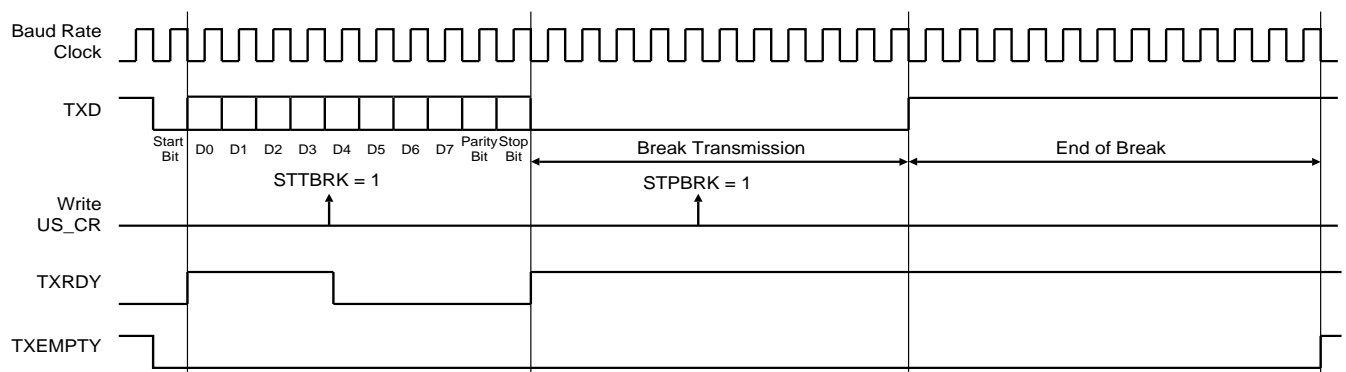 Baud Rate
Clock
TXD
Start
Bit
D0 D1 D2 D3 D4 D5 D6 D7
Parity
Bit
Stop
Bit
Break Transmission
End of Break
STTBRK = 1
STPBRK = 1
Write
US_CR
TXRDY
TXEMPTY